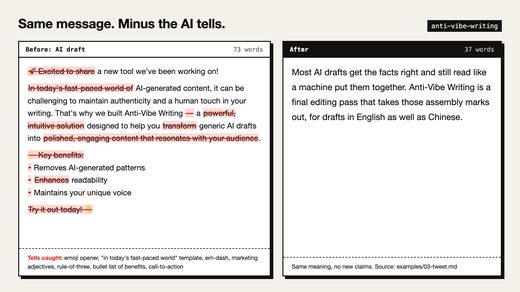 Same message. Minus the AI tells.
anti-vibe-writing
Before: AI draft
73 words
🚀 Excited to share a new tool we've been working on!
In today's fast-paced world of AI-generated content, it can be
challenging to maintain authenticity and a human touch in your
writing. That's why we built Anti-Vibe Writing — a powerful,
intuitive solution designed to help you transform generic AI drafts
into polished, engaging content that resonates with your audience.
Key benefits:
• Removes AI-generated patterns
• Enhances readability
• Maintains your unique voice
Try it out today!
Tells caught: emoji opener, "in today's fast-paced world" template, em-dash, marketing
adjectives, rule-of-three, bullet list of benefits, call-to-action
After
37 words
Most AI drafts get the facts right and still read like
a machine put them together. Anti-Vibe Writing is a
final editing pass that takes those assembly marks
out, for drafts in English as well as Chinese.
Same meaning, no new claims. Source: examples/03-tweet.md